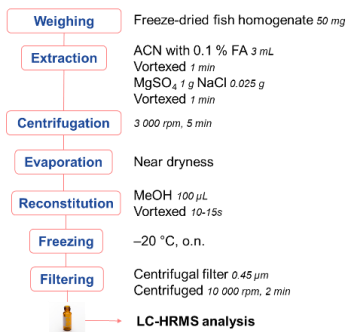 Weighing
Freeze-dried fish homogenate 50 mg
Extraction
ACN with 0.1 % FA 3 mL
Vortexed 1 min
MgSO₄ 1 g NaCl 0.025 g
Vortexed 1 min
Centrifugation
3 000 rpm, 5 min
Evaporation
Near dryness
Reconstitution
MeOH 100 µL
Vortexed 10-15s
Freezing
–20 °C, o.n.
Filtering
Centrifugal filter 0.45 µm
Centrifuged 10 000 rpm, 2 min
LC-HRMS analysis